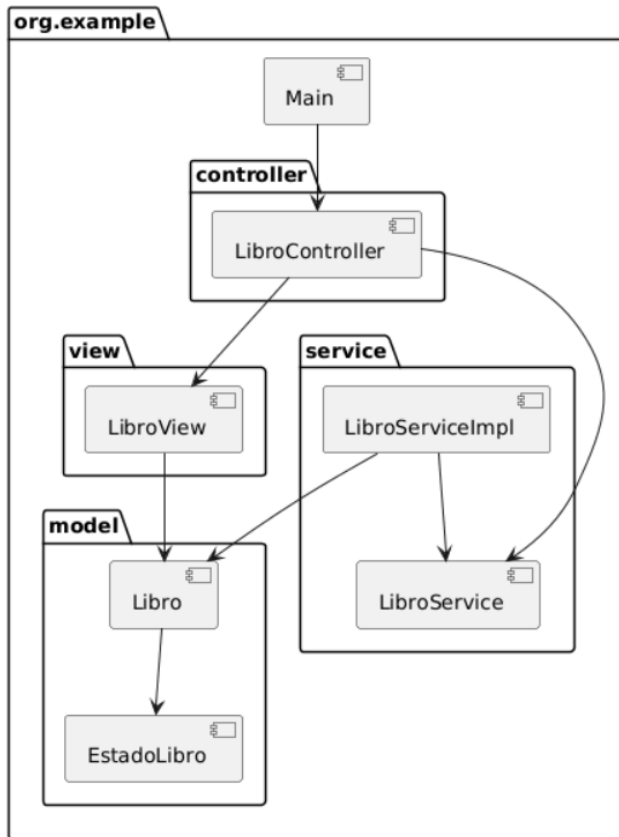 org.example
Main
controller
LibroController
view
service
LibroView
LibroServiceImpl
model
Libro
LibroService
EstadoLibro